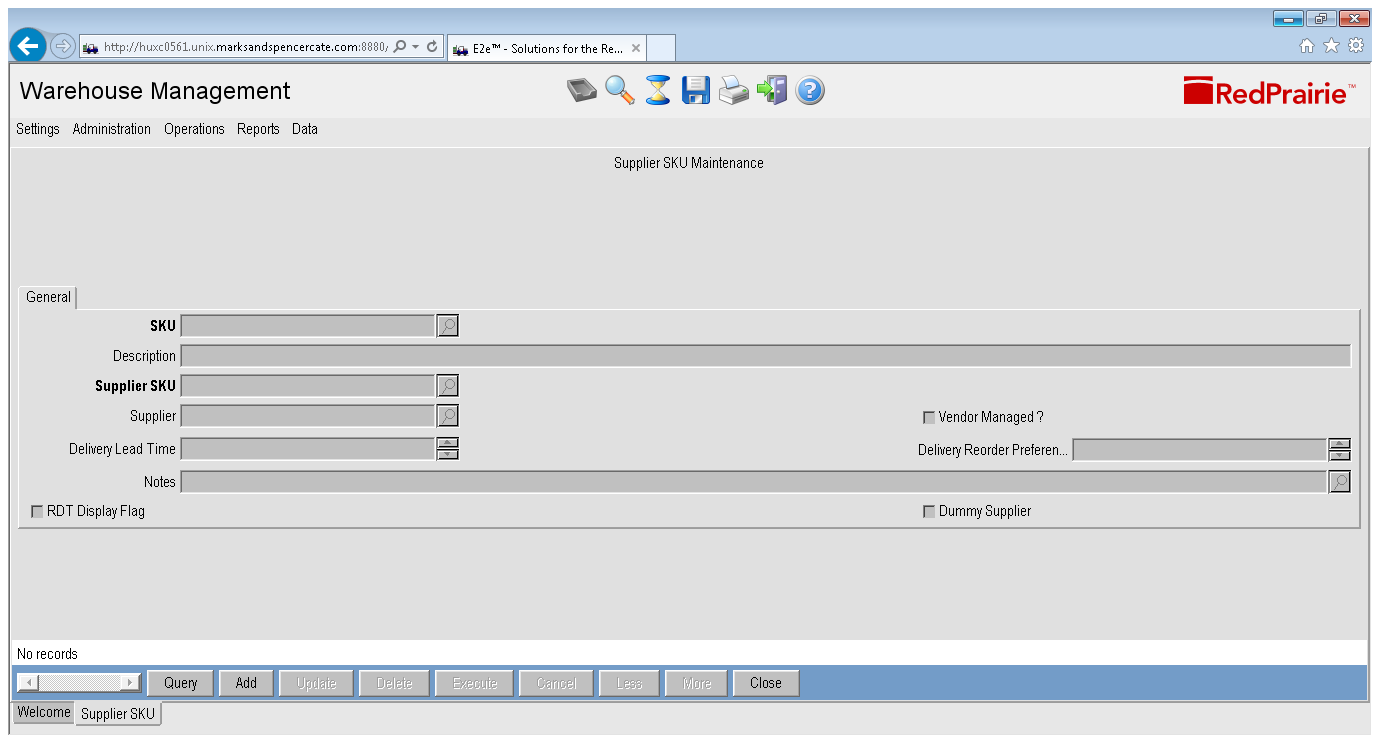 http://huxc0561.unix.marksandspencercate.com:8880/
E2e™ - Solutions for the Re...
Warehouse Management
RedPrairie™
Settings Administration Operations Reports Data
Supplier SKU Maintenance
General
SKU
Description
Supplier SKU
Supplier
Vendor Managed ?
Delivery Lead Time
Delivery Reorder Preferen...
Notes
RDT Display Flag
Dummy Supplier
No records
Query Add Update Delete Execute Cancel Less More Close
Welcome Supplier SKU